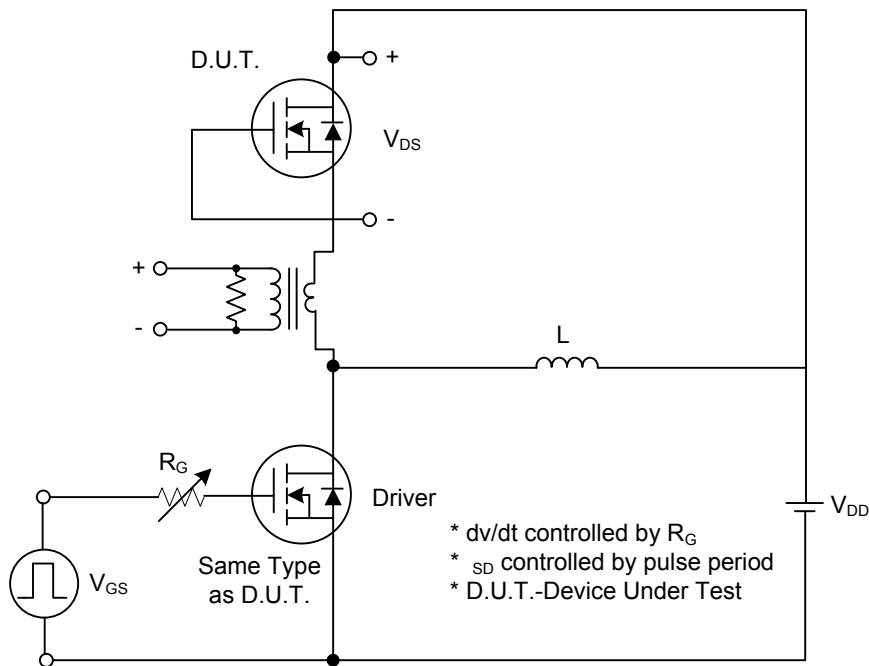 D.U.T.
+
VDS
-
+
-
L
RG
Driver
VDD
VGS
Same Type
as D.U.T.
* dv/dt controlled by RG
* SD controlled by pulse period
* D.U.T.-Device Under Test